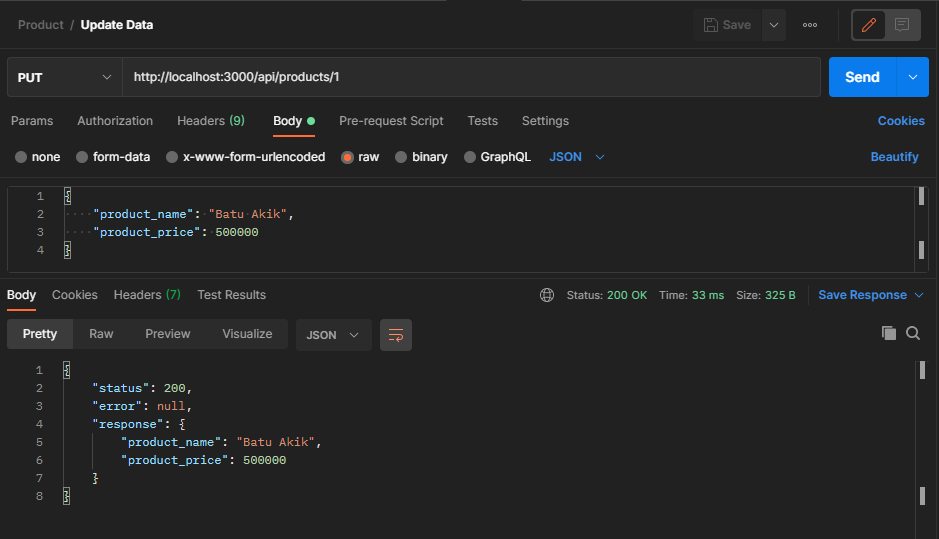 Product / Update Data
Save
PUT http://localhost:3000/api/products/1 Send
Params Authorization Headers (9) Body Pre-request Script Tests Settings Cookies
none form-data x-www-form-urlencoded raw binary GraphQL JSON Beautify
1 {
2 "product_name": "Batu Akik",
3 "product_price": 500000
4 }
Body Cookies Headers (7) Test Results Status: 200 OK Time: 33 ms Size: 325 B Save Response
Pretty Raw Preview Visualize JSON
1 {
2 "status": 200,
3 "error": null,
4 "response": {
5 "product_name": "Batu Akik",
6 "product_price": 500000
7 }
8 }